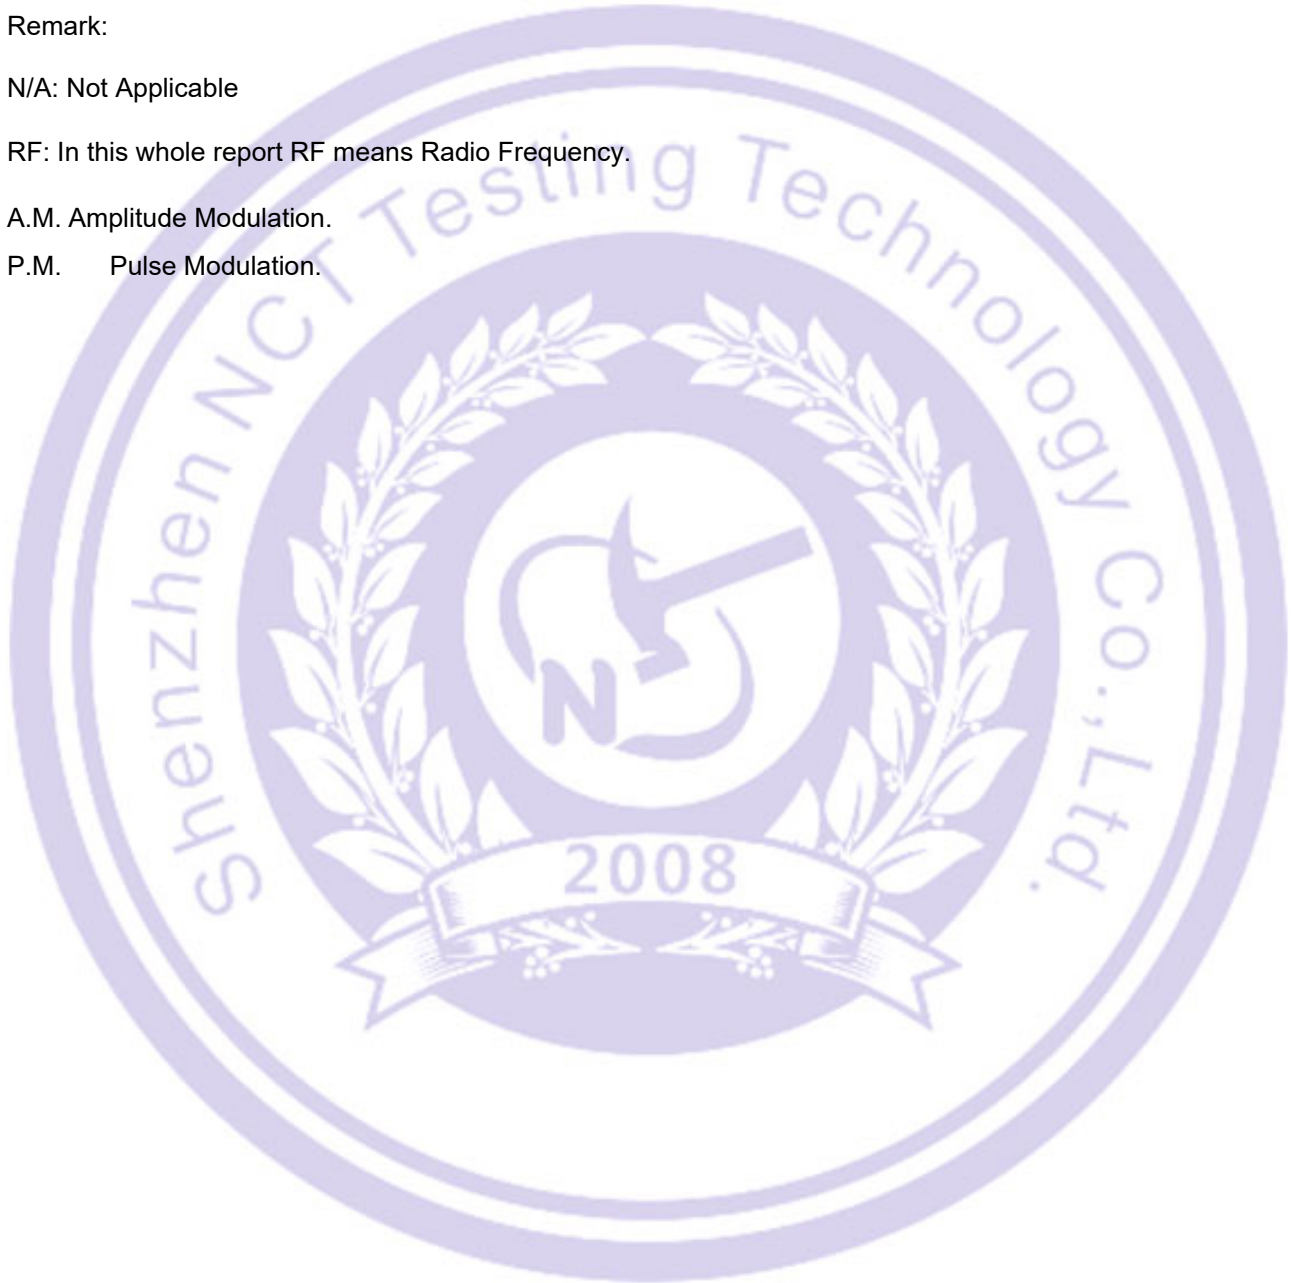 Remark:
N/A: Not Applicable
RF: In this whole report RF means Radio Frequency.
A.M. Amplitude Modulation.
P.M. Pulse Modulation.
Shenzhen NCT Testing Technology Co.,Ltd.
N
2008